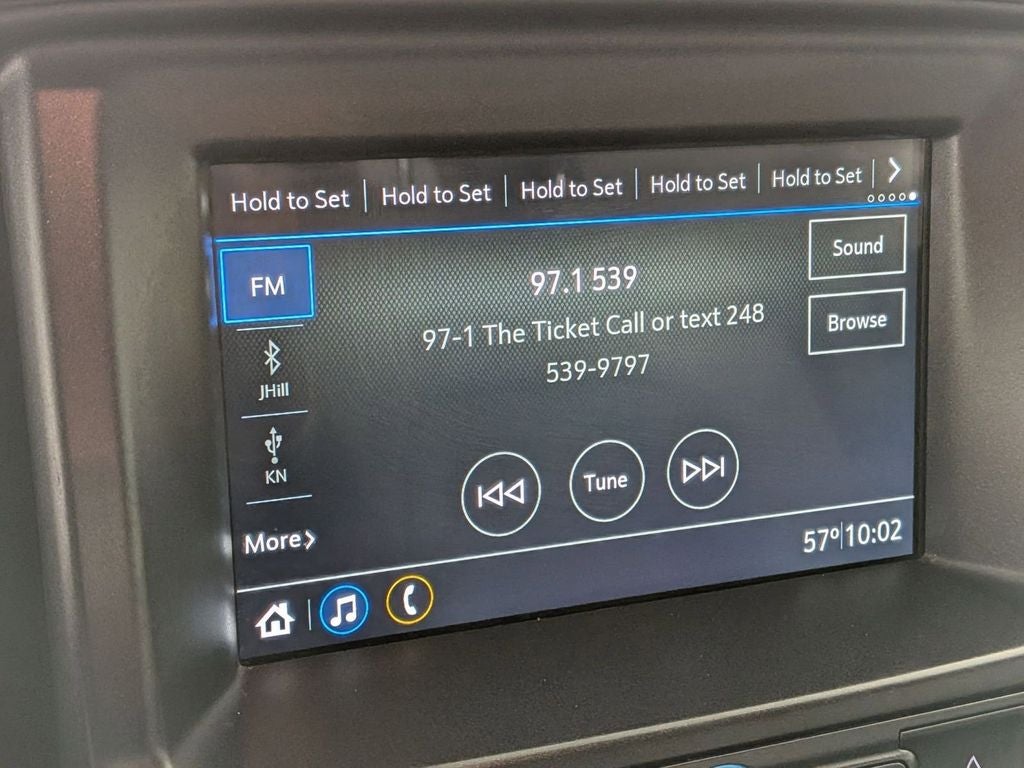 Hold to Set | Hold to Set | Hold to Set | Hold to Set | Hold to Set
FM
97.1 539
Sound
97-1 The Ticket Call or text 248
539-9797
Browse
JHill
KN
Tune
More
57°|10:02